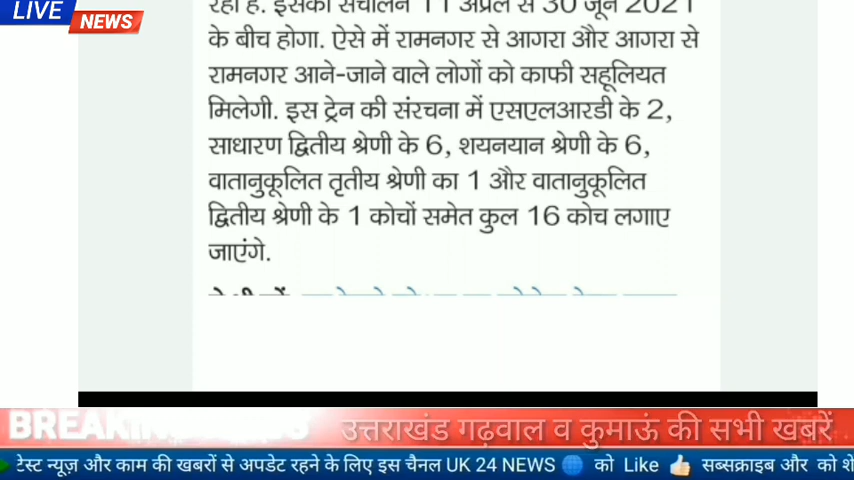 LIVE
NEWS
रही है. इसका संचालन 11 अप्रैल से 30 जून 2021
के बीच होगा. ऐसे में रामनगर से आगरा और आगरा से
रामनगर आने-जाने वाले लोगों को काफी सहूलियत
मिलेगी. इस ट्रेन की संरचना में एसएलआरडी के 2,
साधारण द्वितीय श्रेणी के 6, शयनयान श्रेणी के 6,
वातानुकूलित तृतीय श्रेणी का 1 और वातानुकूलित
द्वितीय श्रेणी के 1 कोचों समेत कुल 16 कोच लगाए
जाएंगे.
उत्तराखंड गढ़वाल व कुमाऊं की सभी खबरें
टेस्ट न्यूज़ और काम की खबरों से अपडेट रहने के लिए इस चैनल UK 24 NEWS को Like सब्सक्राइब और को शे